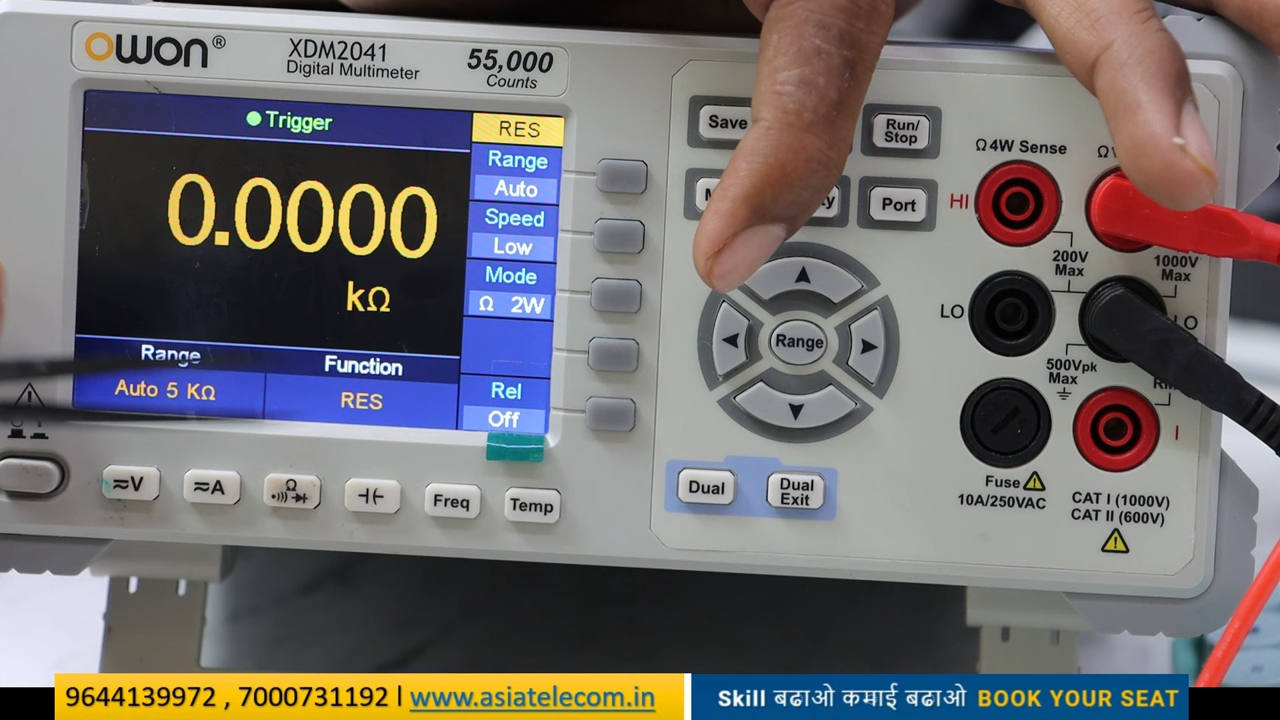 OWON®
XDM2041
Digital Multimeter
55,000
Counts
Trigger
0.0000
kΩ
Range
Auto 5 KΩ
Function
RES
RES
Range
Auto
Speed
Low
Mode
Ω 2W
Rel
Off
≈V
≈A
Ω
Freq
Temp
Save
Run/
Stop
Port
Range
Dual
Dual
Exit
Ω4W Sense
HI
200V
Max
1000V
Max
LO
LO
500Vpk
Max
I
Fuse
10A/250VAC
CAT I (1000V)
CAT II (600V)
9644139972 , 7000731192 l www.asiatelecom.in
Skill बढाओ कमाई बढाओ BOOK YOUR SEAT